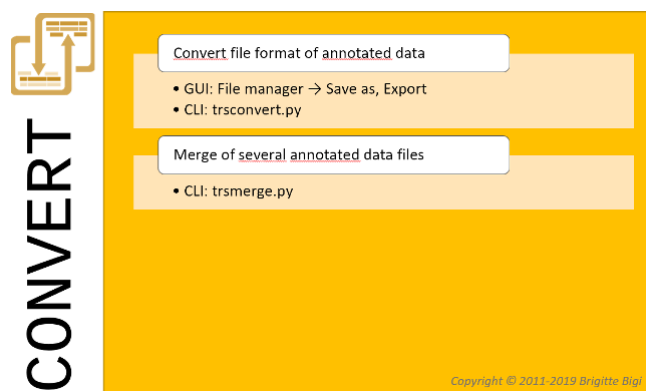 CONVERT
Convert file format of annotated data
• GUI: File manager → Save as, Export
• CLI: trsconvert.py
Merge of several annotated data files
• CLI: trsmerge.py
Copyright © 2011-2019 Brigitte Bigi